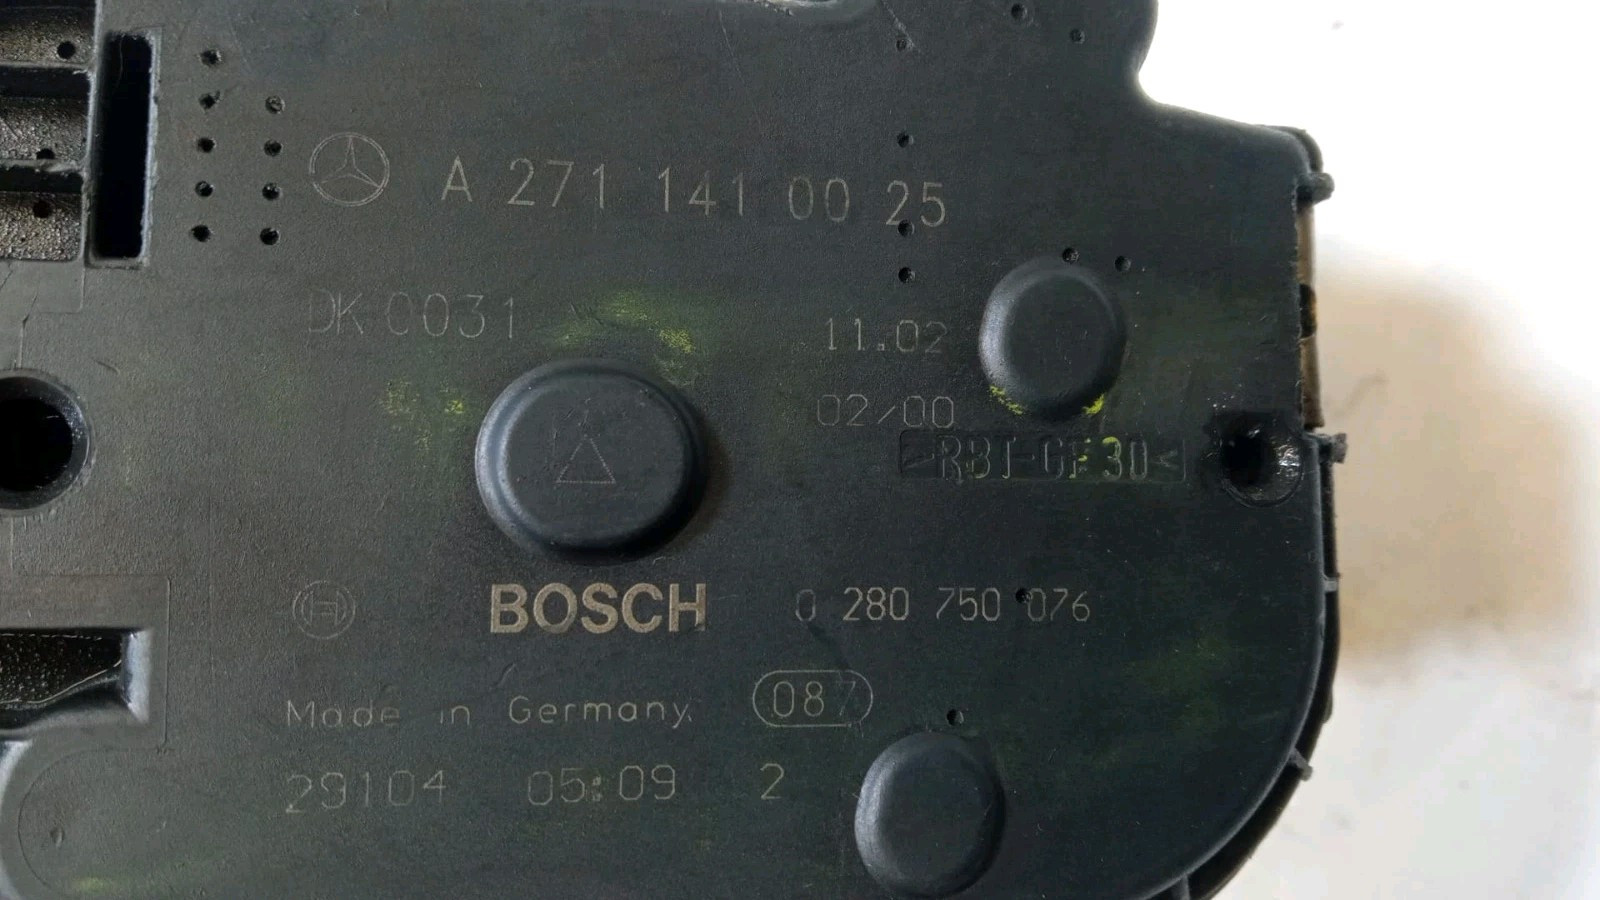 A 271 141 00 25
DK 0031
11.02
02/00
>RBT-GF30<
BOSCH 0 280 750 076
Made in Germany 087
29104 05:09 2